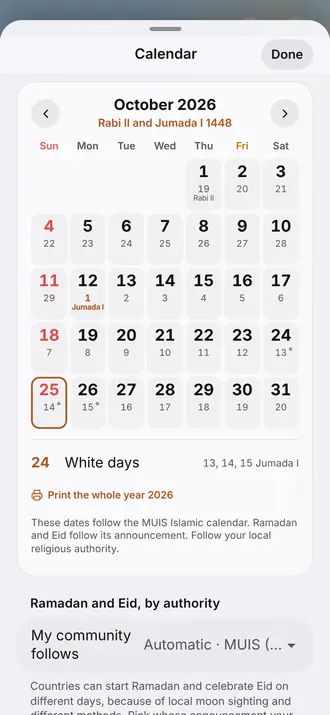 Calendar
Done
October 2026
Rabi II and Jumada I 1448
Sun Mon Tue Wed Thu Fri Sat
1 2 3
19 20 21
Rabi II
4 5 6 7 8 9 10
22 23 24 25 26 27 28
11 12 13 14 15 16 17
29 1 2 3 4 5 6
Jumada I
18 19 20 21 22 23 24
7 8 9 10 11 12 13
25 26 27 28 29 30 31
14 15 16 17 18 19 20
24 White days 13, 14, 15 Jumada I
Print the whole year 2026
These dates follow the MUIS Islamic calendar. Ramadan
and Eid follow its announcement. Follow your local
religious authority.
Ramadan and Eid, by authority
My community
follows
Automatic · MUIS (...
Countries can start Ramadan and celebrate Eid on
different days, because of local moon sighting and
different methods. Pick whose announcement your